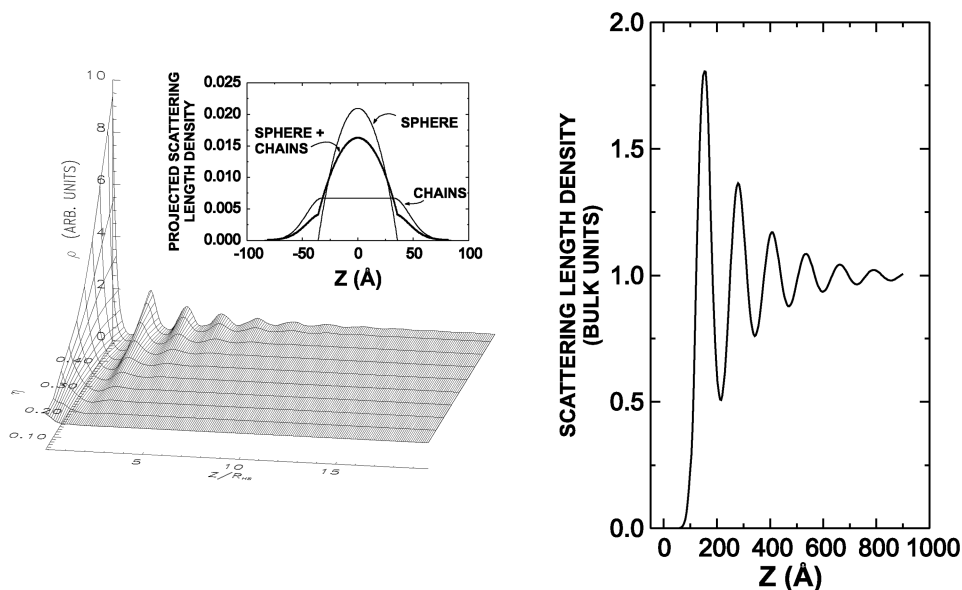 10
8
6
4
2
0
ρ (ARB. UNITS)
0.40
0.30
0.20
0.10
η
5
10
15
Z/R_HS
PROJECTED SCATTERING
LENGTH DENSITY
0.025
0.020
0.015
0.010
0.005
0.000
SPHERE +
CHAINS
SPHERE
CHAINS
-100
-50
0
50
100
Z (Å)
SCATTERING LENGTH DENSITY
(BULK UNITS)
2.0
1.5
1.0
0.5
0.0
0
200
400
600
800
1000
Z (Å)